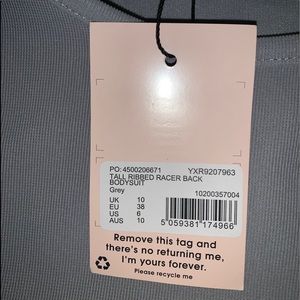 PO: 4500206671 YXR9207963
TALL RIBBED RACER BACK
BODYSUIT
Grey 10200357004
UK 10
EU 38
US 6
AUS 10
5 059381 174966
Remove this tag and
there's no returning me,
I'm yours forever.
Please recycle me